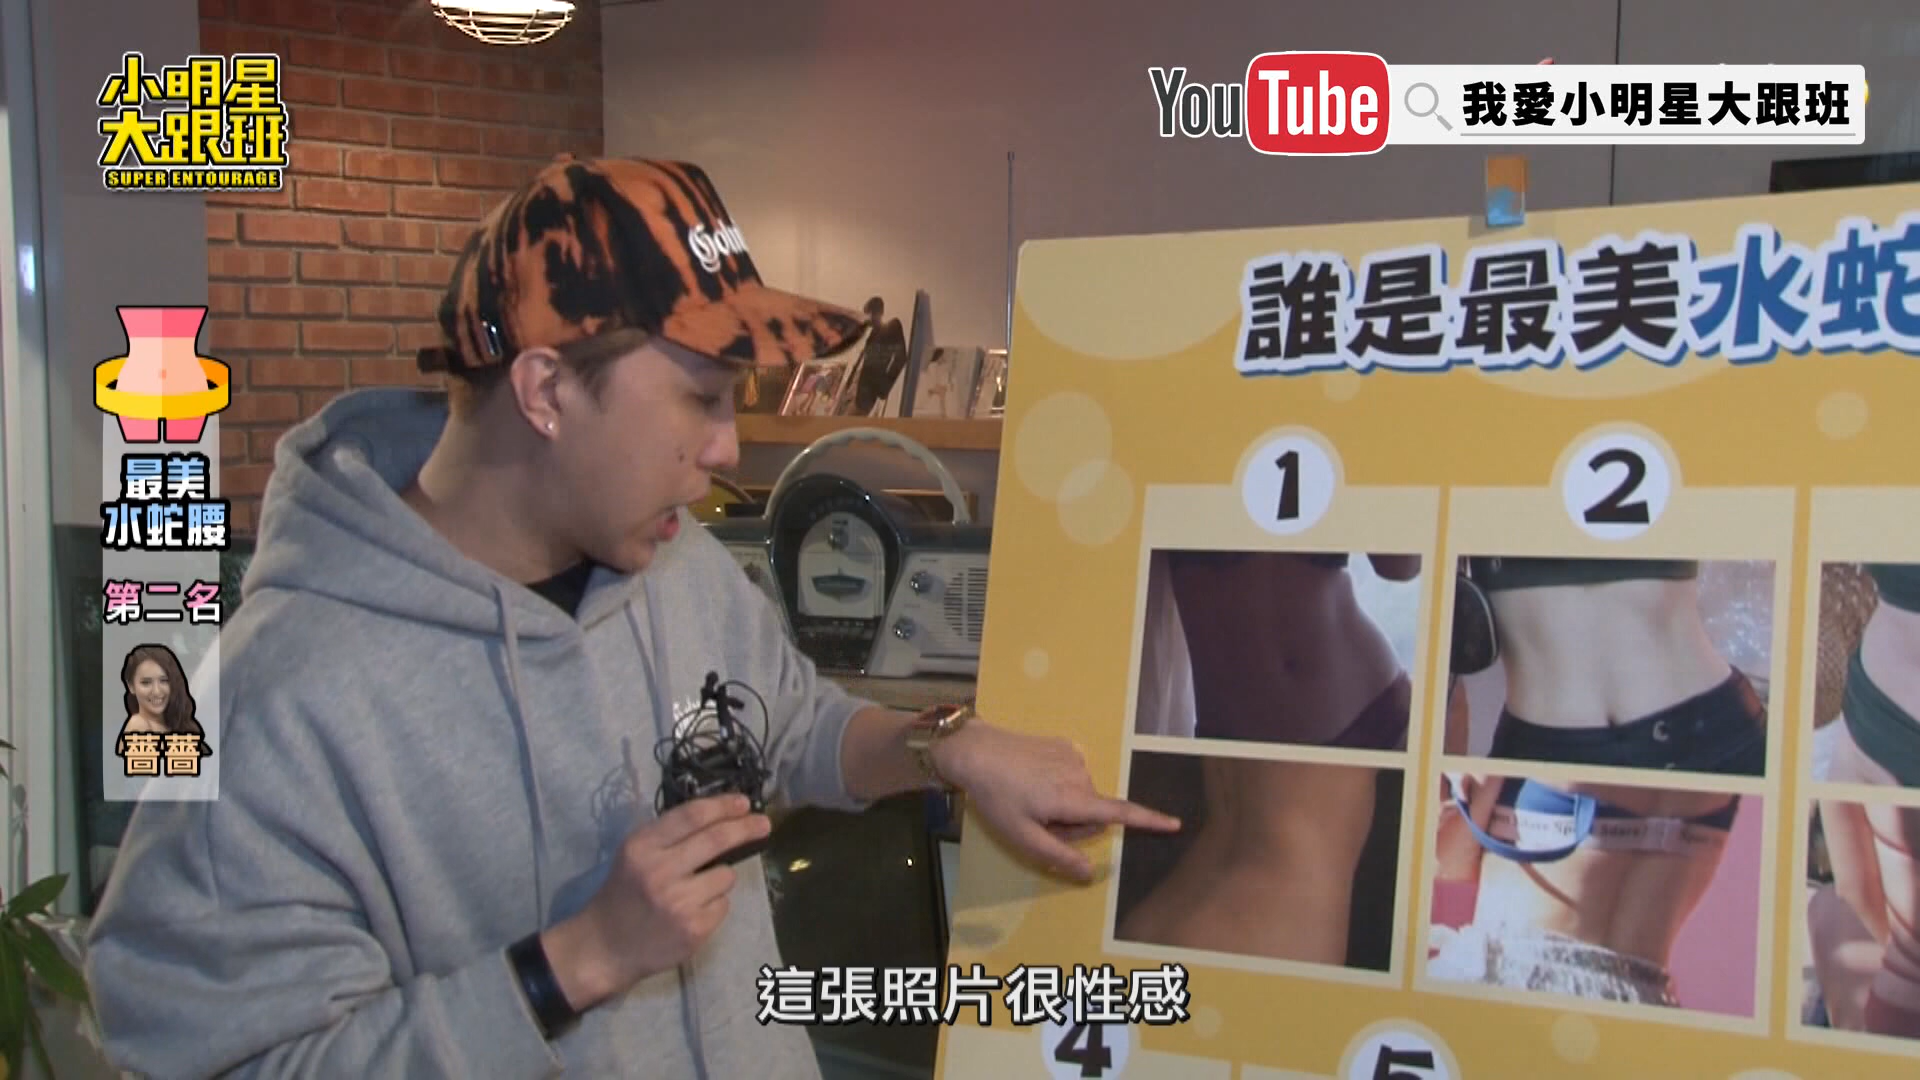 小明星
大跟班
SUPER ENTOURAGE
YouTube 我愛小明星大跟班
誰是最美水蛇
1
2
最美
水蛇腰
第二名
薔薔
這張照片很性感
4
5